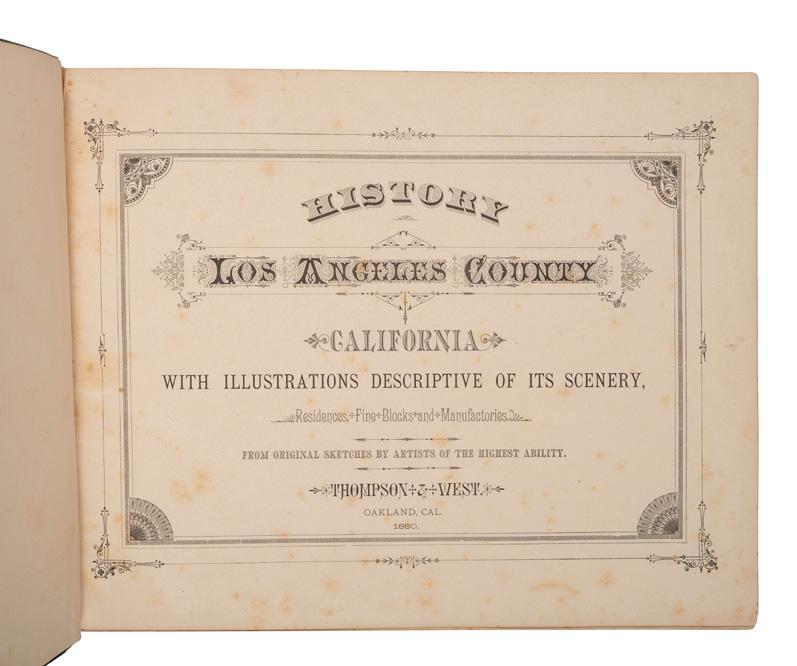 HISTORY
LOS ANGELES COUNTY
CALIFORNIA
WITH ILLUSTRATIONS DESCRIPTIVE OF ITS SCENERY,
Residences, Fine Blocks and Manufactories.
FROM ORIGINAL SKETCHES BY ARTISTS OF THE HIGHEST ABILITY.
THOMPSON & WEST.
OAKLAND, CAL.
1880.